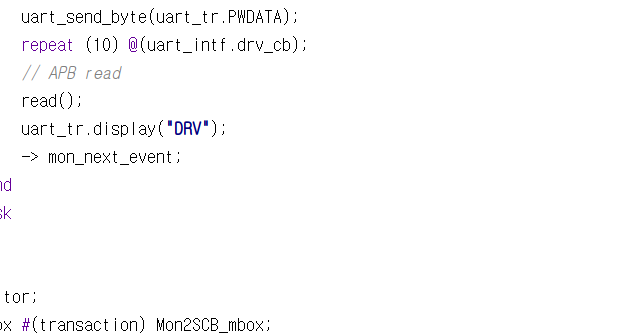 uart_send_byte(uart_tr.PWDATA);
repeat (10) @(uart_intf.drv_cb);
// APB read
read();
uart_tr.display("DRV");
-> mon_next_event;
nd
sk
tor;
ox #(transaction) Mon2SCB_mbox;